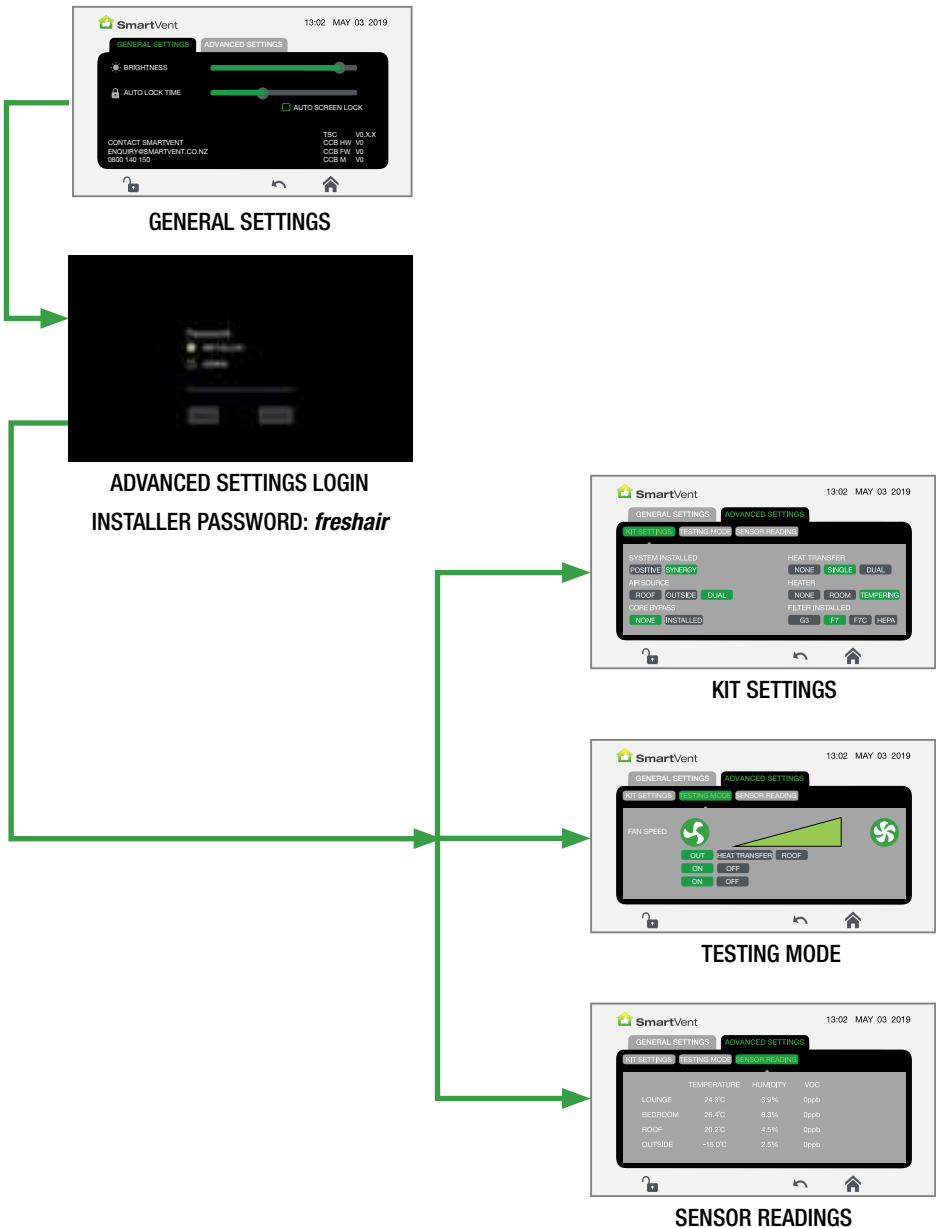 SmartVent 13:02 MAY 03 2019
GENERAL SETTINGS ADVANCED SETTINGS
BRIGHTNESS
AUTO LOCK TIME
AUTO SCREEN LOCK
TSC V0.X.X
CONTACT SMARTVENT CCB HW V0
ENQUIRY@SMARTVENT.CO.NZ CCB FW V0
0800 140 150 CCB M V0
GENERAL SETTINGS
ADVANCED SETTINGS LOGIN
INSTALLER PASSWORD: freshair
SmartVent 13:02 MAY 03 2019
GENERAL SETTINGS ADVANCED SETTINGS
KIT SETTINGS TESTING MODE SENSOR READING
SYSTEM INSTALLED HEAT TRANSFER
POSITIVE SYNERGY NONE SINGLE DUAL
AIR SOURCE HEATER
ROOF OUTSIDE DUAL NONE ROOM TEMPERING
CORE BYPASS FILTER INSTALLED
NONE INSTALLED G3 F7 F7C HEPA
KIT SETTINGS
SmartVent 13:02 MAY 03 2019
GENERAL SETTINGS ADVANCED SETTINGS
KIT SETTINGS TESTING MODE SENSOR READING
FAN SPEED
OUT HEAT TRANSFER ROOF
ON OFF
ON OFF
TESTING MODE
SmartVent 13:02 MAY 03 2019
GENERAL SETTINGS ADVANCED SETTINGS
KIT SETTINGS TESTING MODE SENSOR READING
TEMPERATURE HUMIDITY VOC
LOUNGE 24.3°C 3.9% 0ppb
BEDROOM 26.4°C 8.8% 0ppb
ROOF 20.2°C 4.5% 0ppb
OUTSIDE -15.0°C 2.5% 0ppb
SENSOR READINGS